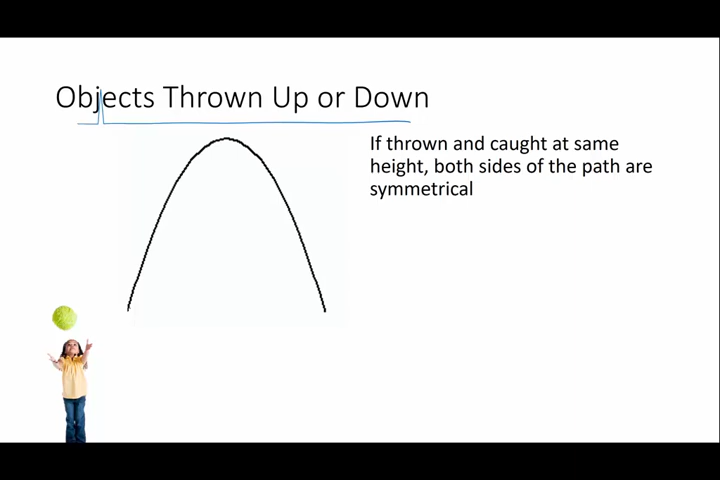 Objects Thrown Up or Down
If thrown and caught at same
height, both sides of the path are
symmetrical